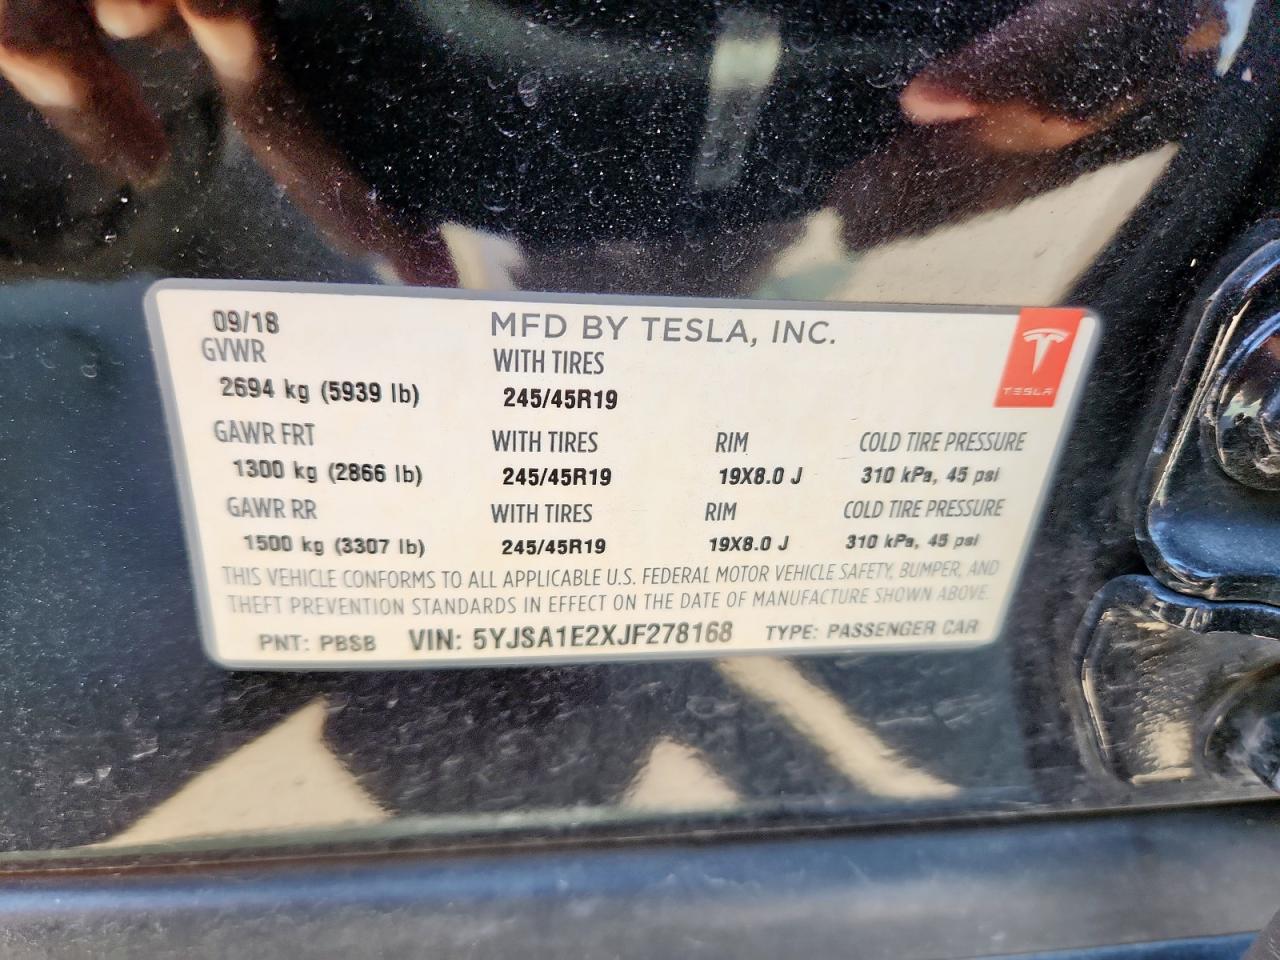 09/18 MFD BY TESLA, INC.
GVWR WITH TIRES
2694 kg (5939 lb) 245/45R19
TESLA
GAWR FRT WITH TIRES RIM COLD TIRE PRESSURE
1300 kg (2866 lb) 245/45R19 19X8.0 J 310 kPa, 45 psi
GAWR RR WITH TIRES RIM COLD TIRE PRESSURE
1500 kg (3307 lb) 245/45R19 19X8.0 J 310 kPa, 45 psi
THIS VEHICLE CONFORMS TO ALL APPLICABLE U.S. FEDERAL MOTOR VEHICLE SAFETY, BUMPER, AND
THEFT PREVENTION STANDARDS IN EFFECT ON THE DATE OF MANUFACTURE SHOWN ABOVE.
PNT: PBSB VIN: 5YJSA1E2XJF278168 TYPE: PASSENGER CAR